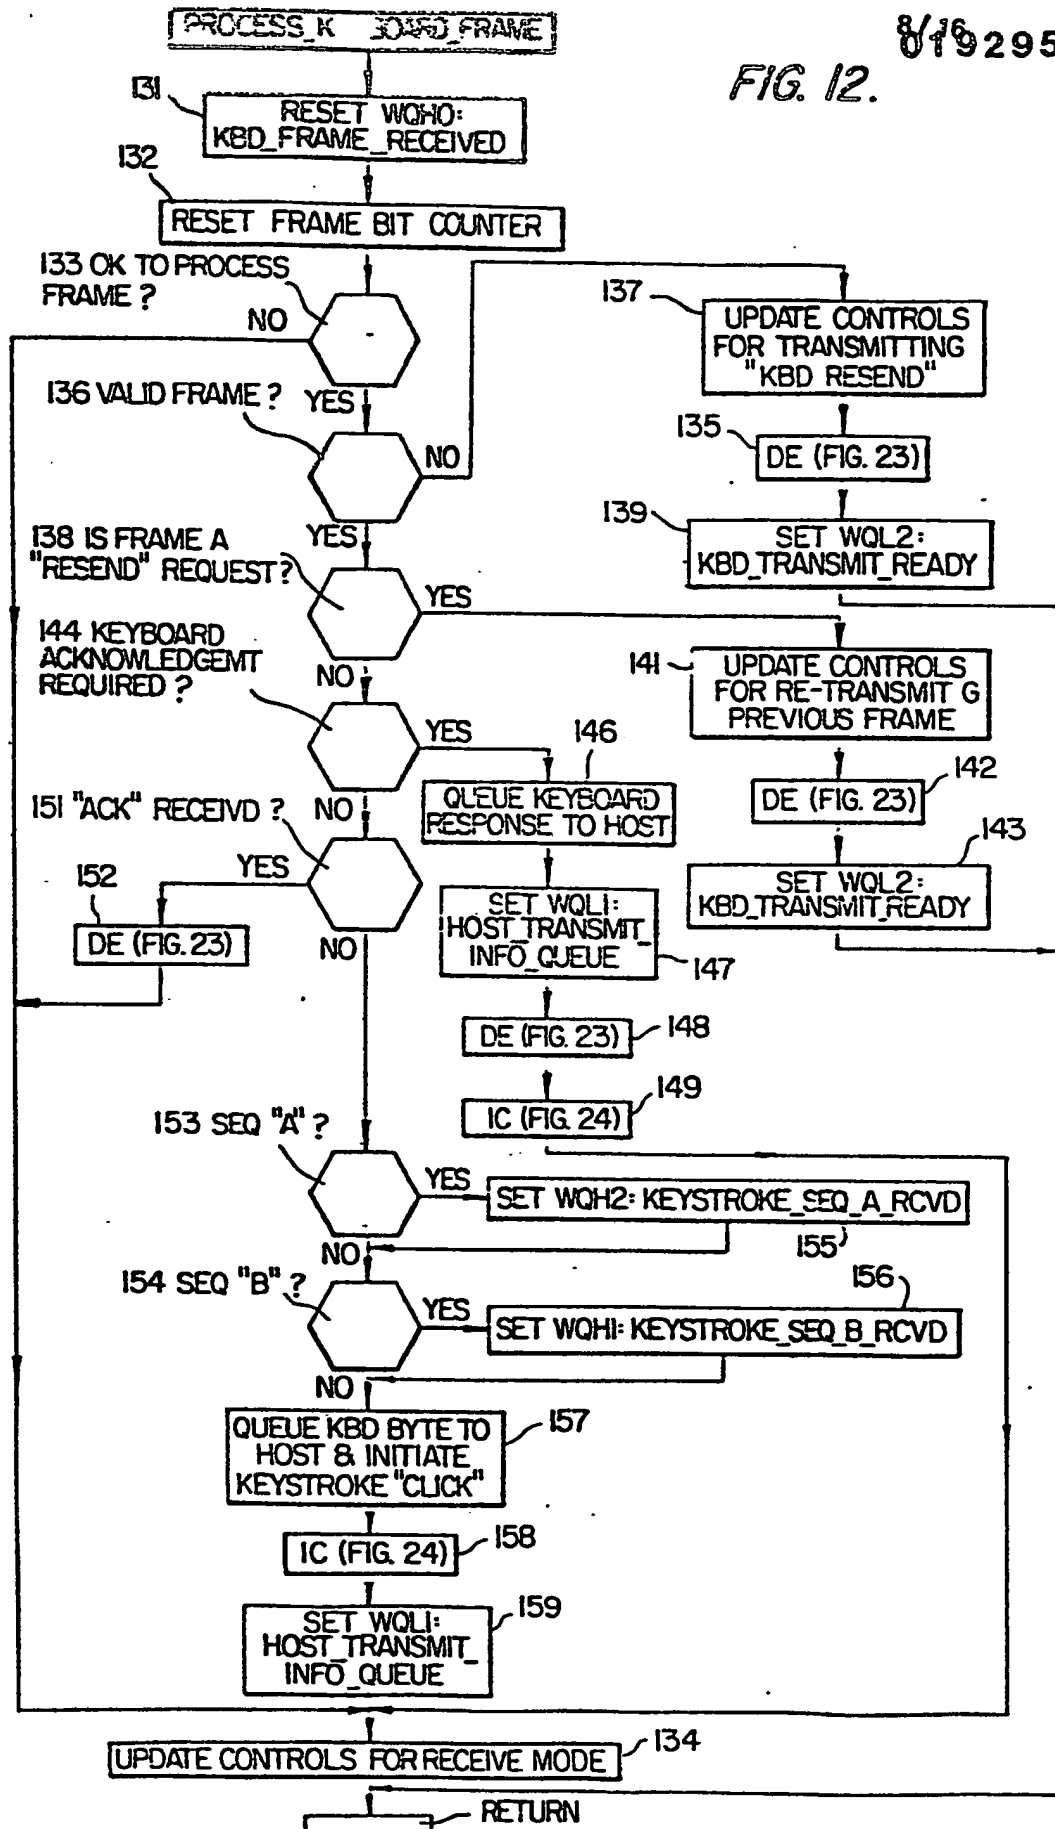 PROCESS_K BOARD_FRAME
8/16
019295
FIG. 12.
131
RESET WQH0:
KBD_FRAME_RECEIVED
132
RESET FRAME BIT COUNTER
133 OK TO PROCESS
FRAME ?
NO
YES
137
UPDATE CONTROLS
FOR TRANSMITTING
"KBD RESEND"
136 VALID FRAME ?
NO
YES
135
DE (FIG. 23)
139
SET WQL2:
KBD_TRANSMIT_READY
138 IS FRAME A
"RESEND" REQUEST?
YES
NO
141
UPDATE CONTROLS
FOR RE-TRANSMIT G
PREVIOUS FRAME
142
DE (FIG. 23)
143
SET WQL2:
KBD_TRANSMIT_READY
144 KEYBOARD
ACKNOWLEDGEMT
REQUIRED ?
YES
NO
146
QUEUE KEYBOARD
RESPONSE TO HOST
SET WQL1:
HOST_TRANSMIT_
INFO_QUEUE
147
DE (FIG. 23)
148
IC (FIG. 24)
149
151 "ACK" RECEIVD ?
YES
NO
152
DE (FIG. 23)
153 SEQ "A" ?
YES
NO
SET WQH2: KEYSTROKE_SEQ_A_RCVD
155
154 SEQ "B" ?
YES
NO
156
SET WQH1: KEYSTROKE_SEQ_B_RCVD
QUEUE KBD BYTE TO
HOST & INITIATE
KEYSTROKE "CLICK"
157
IC (FIG. 24)
158
SET WQL1:
HOST_TRANSMIT_
INFO_QUEUE
159
UPDATE CONTROLS FOR RECEIVE MODE
134
RETURN